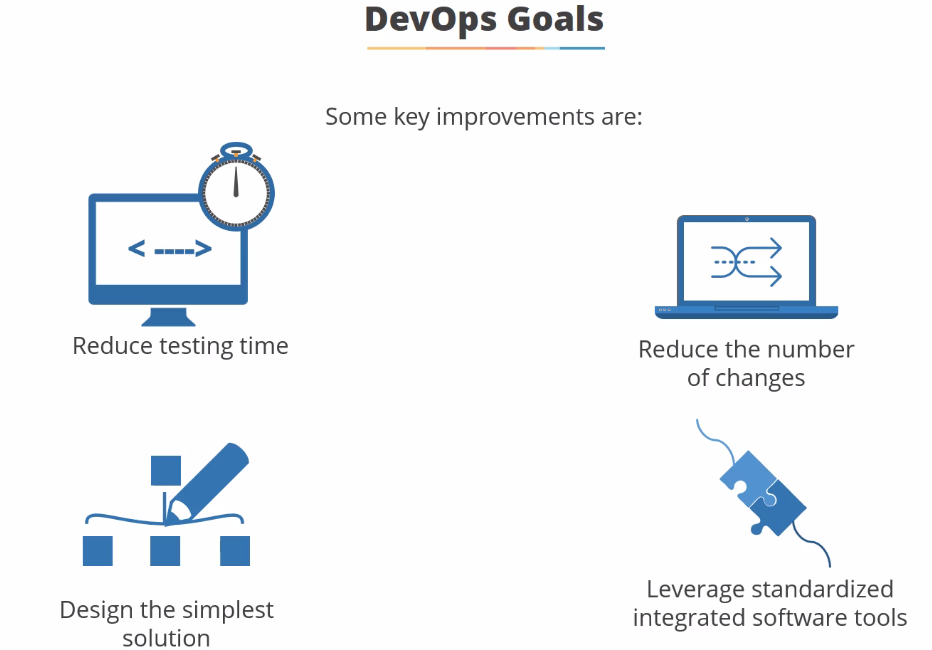 DevOps Goals
Some key improvements are:
Reduce testing time
Reduce the number
of changes
Design the simplest
solution
Leverage standardized
integrated software tools